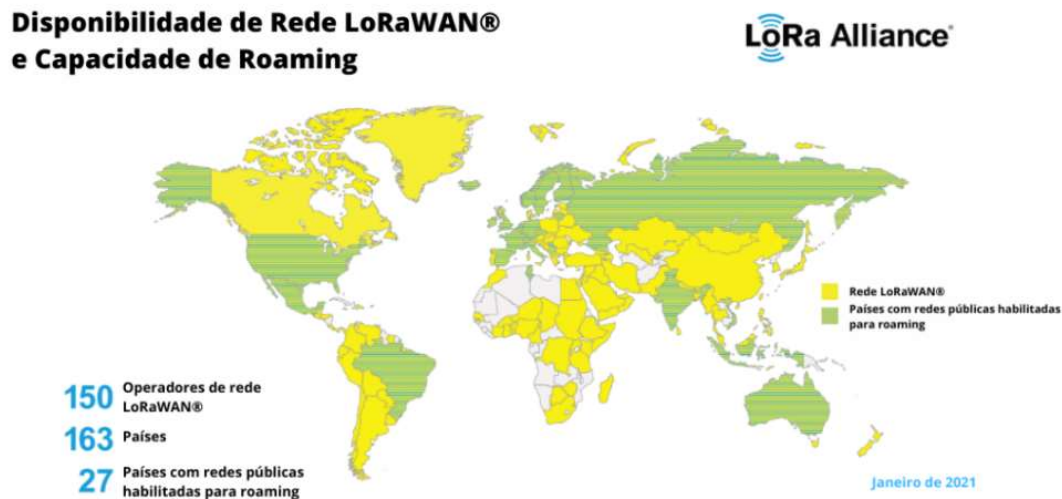 Disponibilidade de Rede LoRaWAN®
e Capacidade de Roaming
LoRa Alliance®
Rede LoRaWAN®
Países com redes públicas habilitadas
para roaming
150 Operadores de rede
LoRaWAN®
163 Países
27 Países com redes públicas
habilitadas para roaming
Janeiro de 2021